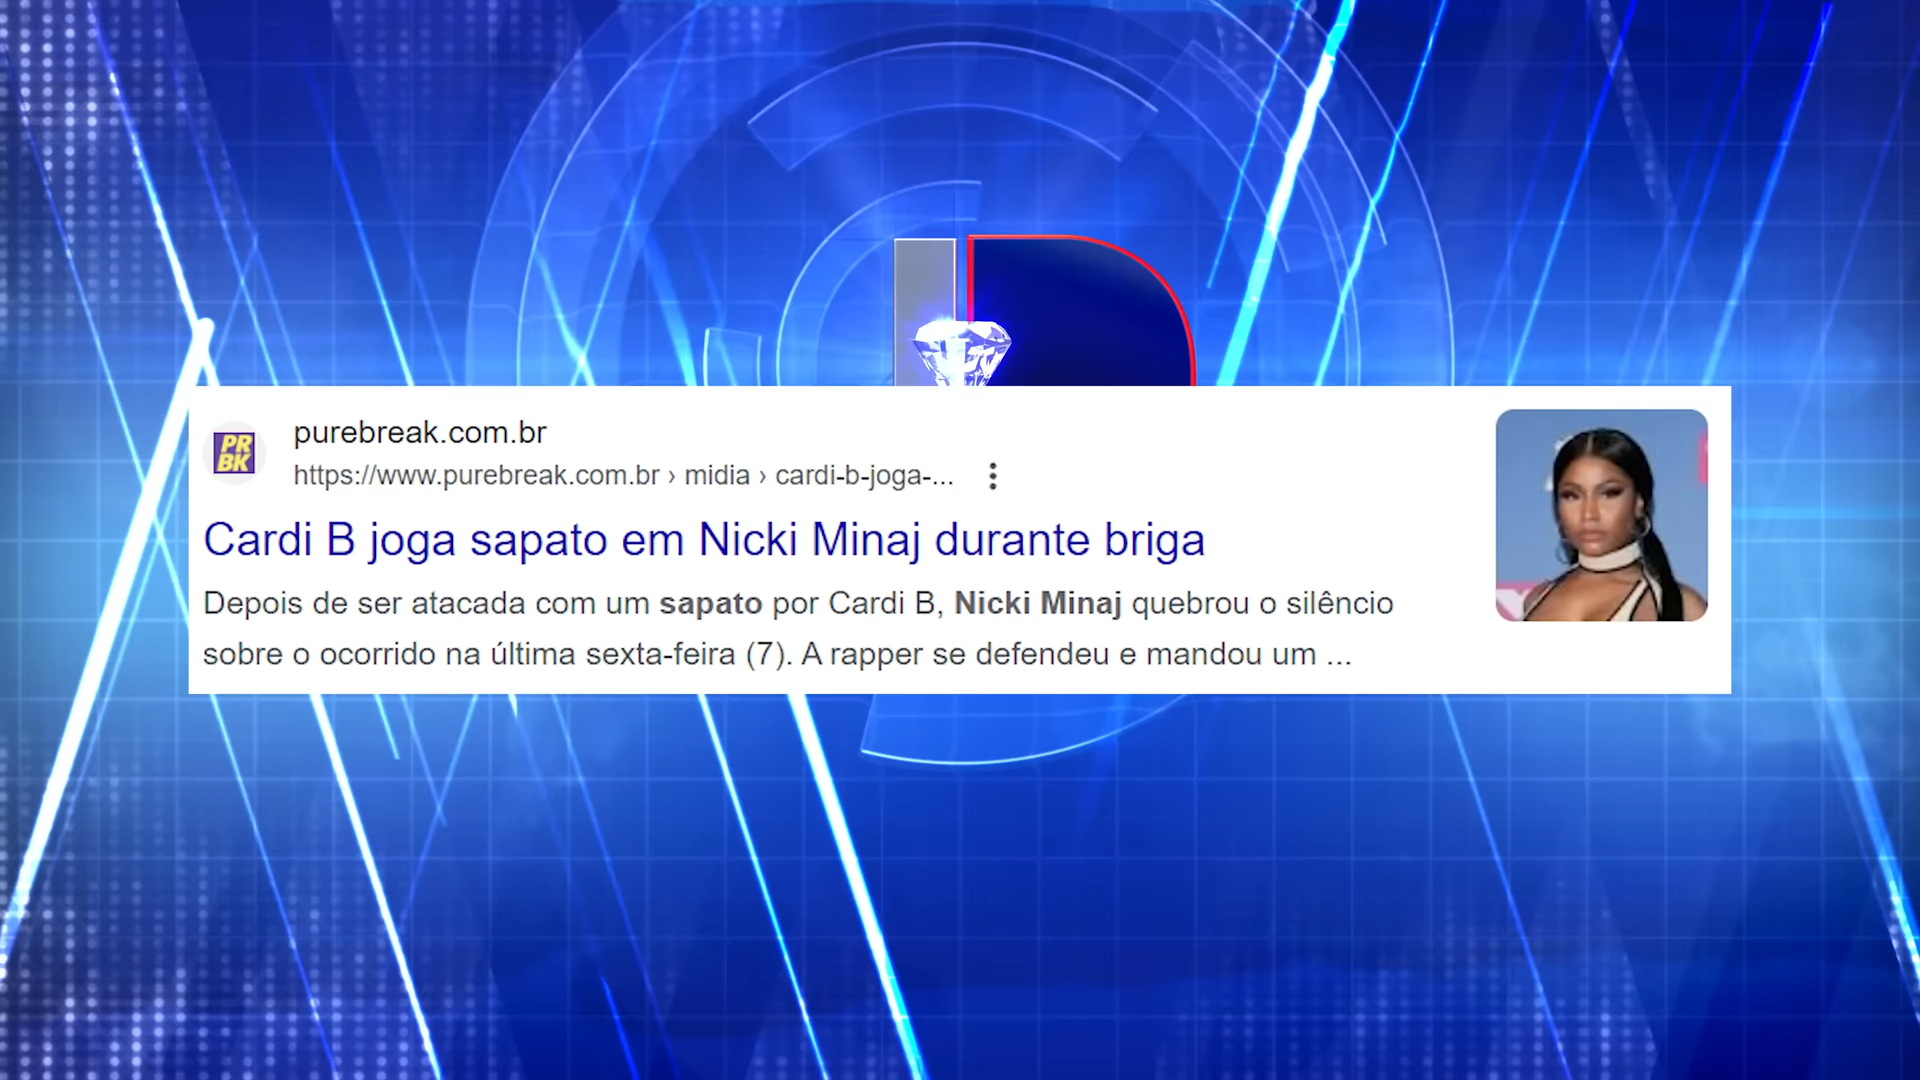 PR
BK
purebreak.com.br
https://www.purebreak.com.br › midia › cardi-b-joga-...
Cardi B joga sapato em Nicki Minaj durante briga
Depois de ser atacada com um sapato por Cardi B, Nicki Minaj quebrou o silêncio
sobre o ocorrido na última sexta-feira (7). A rapper se defendeu e mandou um ...